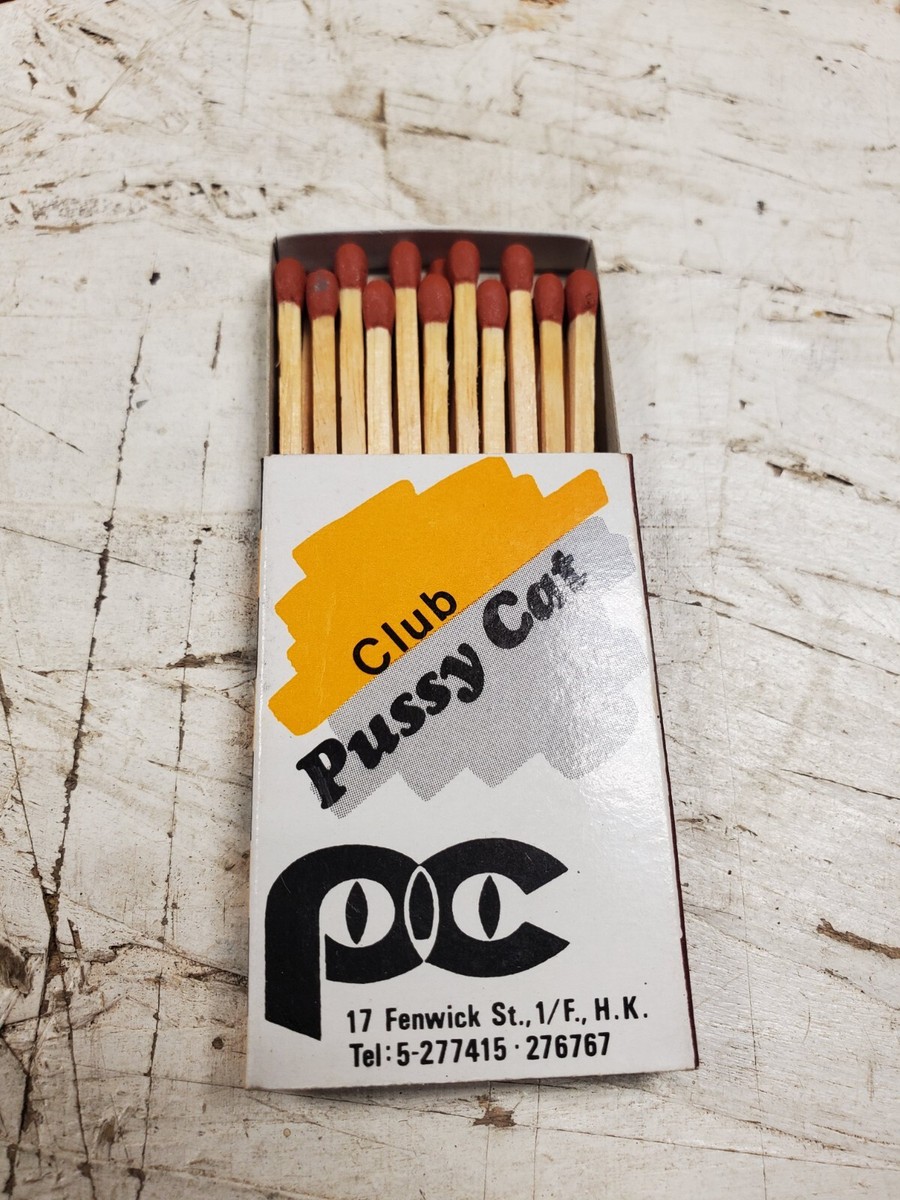 Club
Pussy Cat
pc
17 Fenwick St., 1/F., H.K.
Tel: 5-277415 · 276767